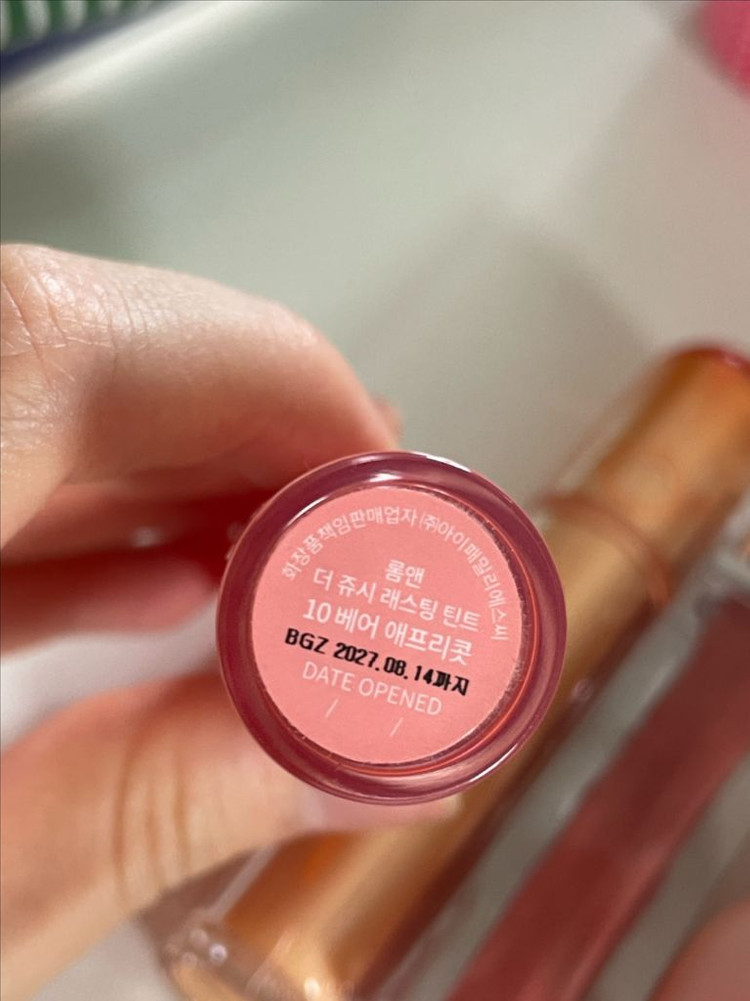 화장품책임판매업자 ㈜아이패밀리에스씨
롬앤
더 쥬시 래스팅 틴트
10 베어 애프리콧
BGZ 2027.08.14까지
DATE OPENED
/ /